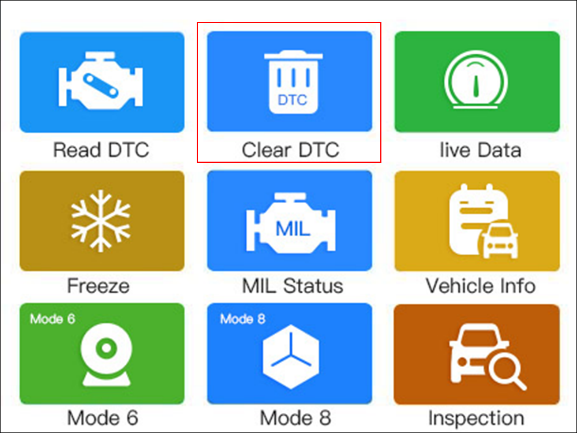 DTC
Read DTC Clear DTC live Data
MIL
Freeze MIL Status Vehicle Info
Mode 6 Mode 8
Mode 6 Mode 8 Inspection